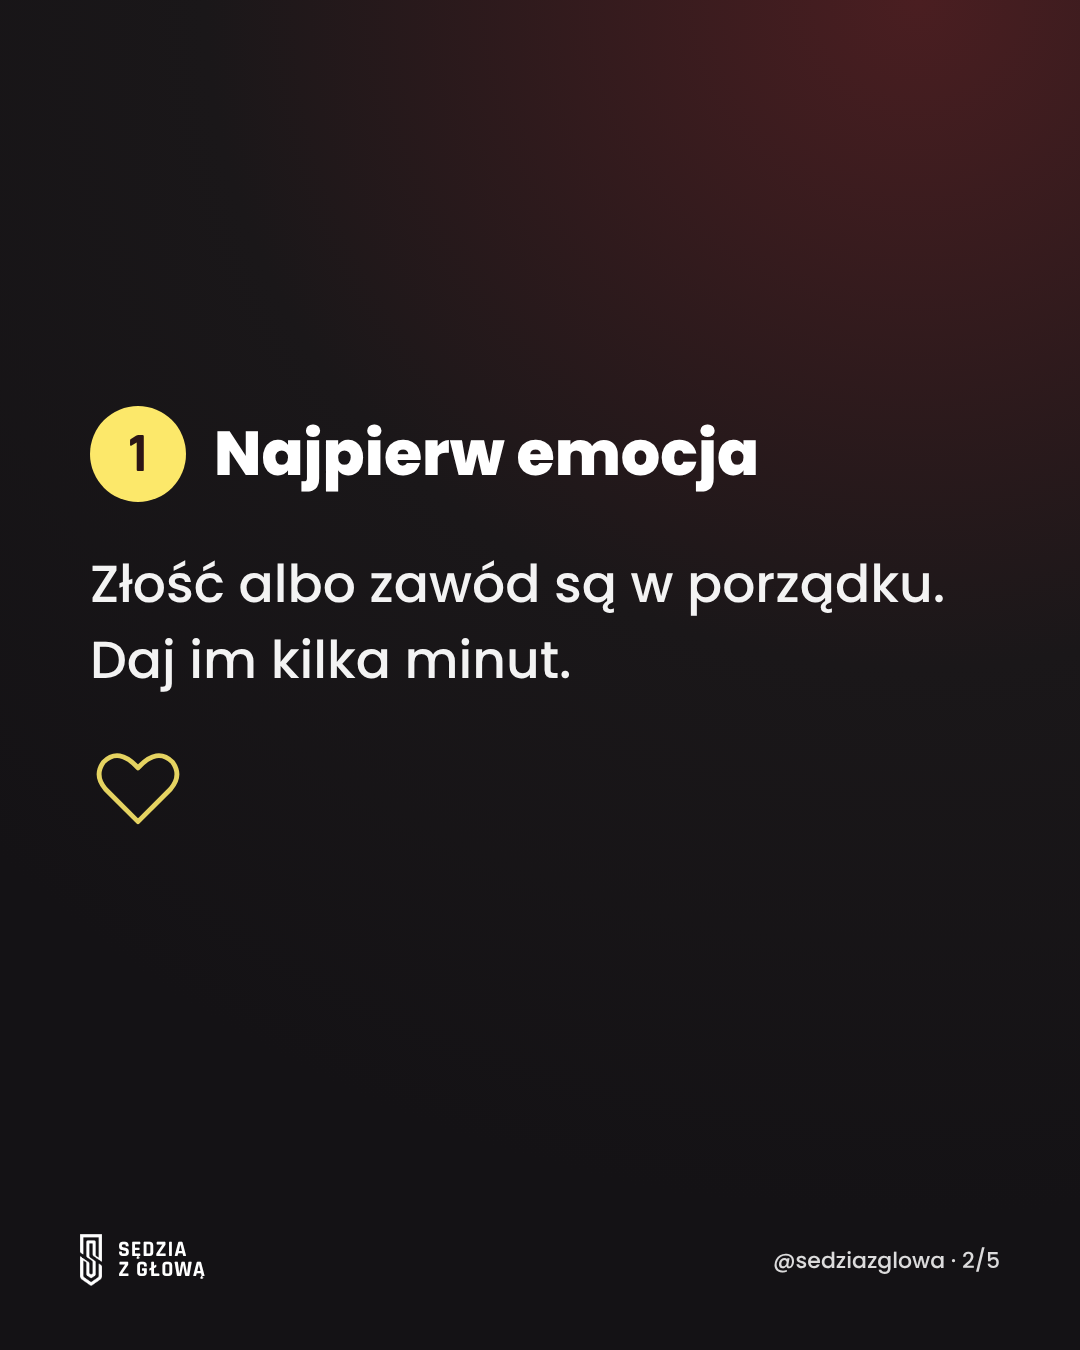 1 Najpierw emocja
Złość albo zawód są w porządku.
Daj im kilka minut.
SĘDZIA
Z GŁOWĄ
@sedziazglowa · 2/5